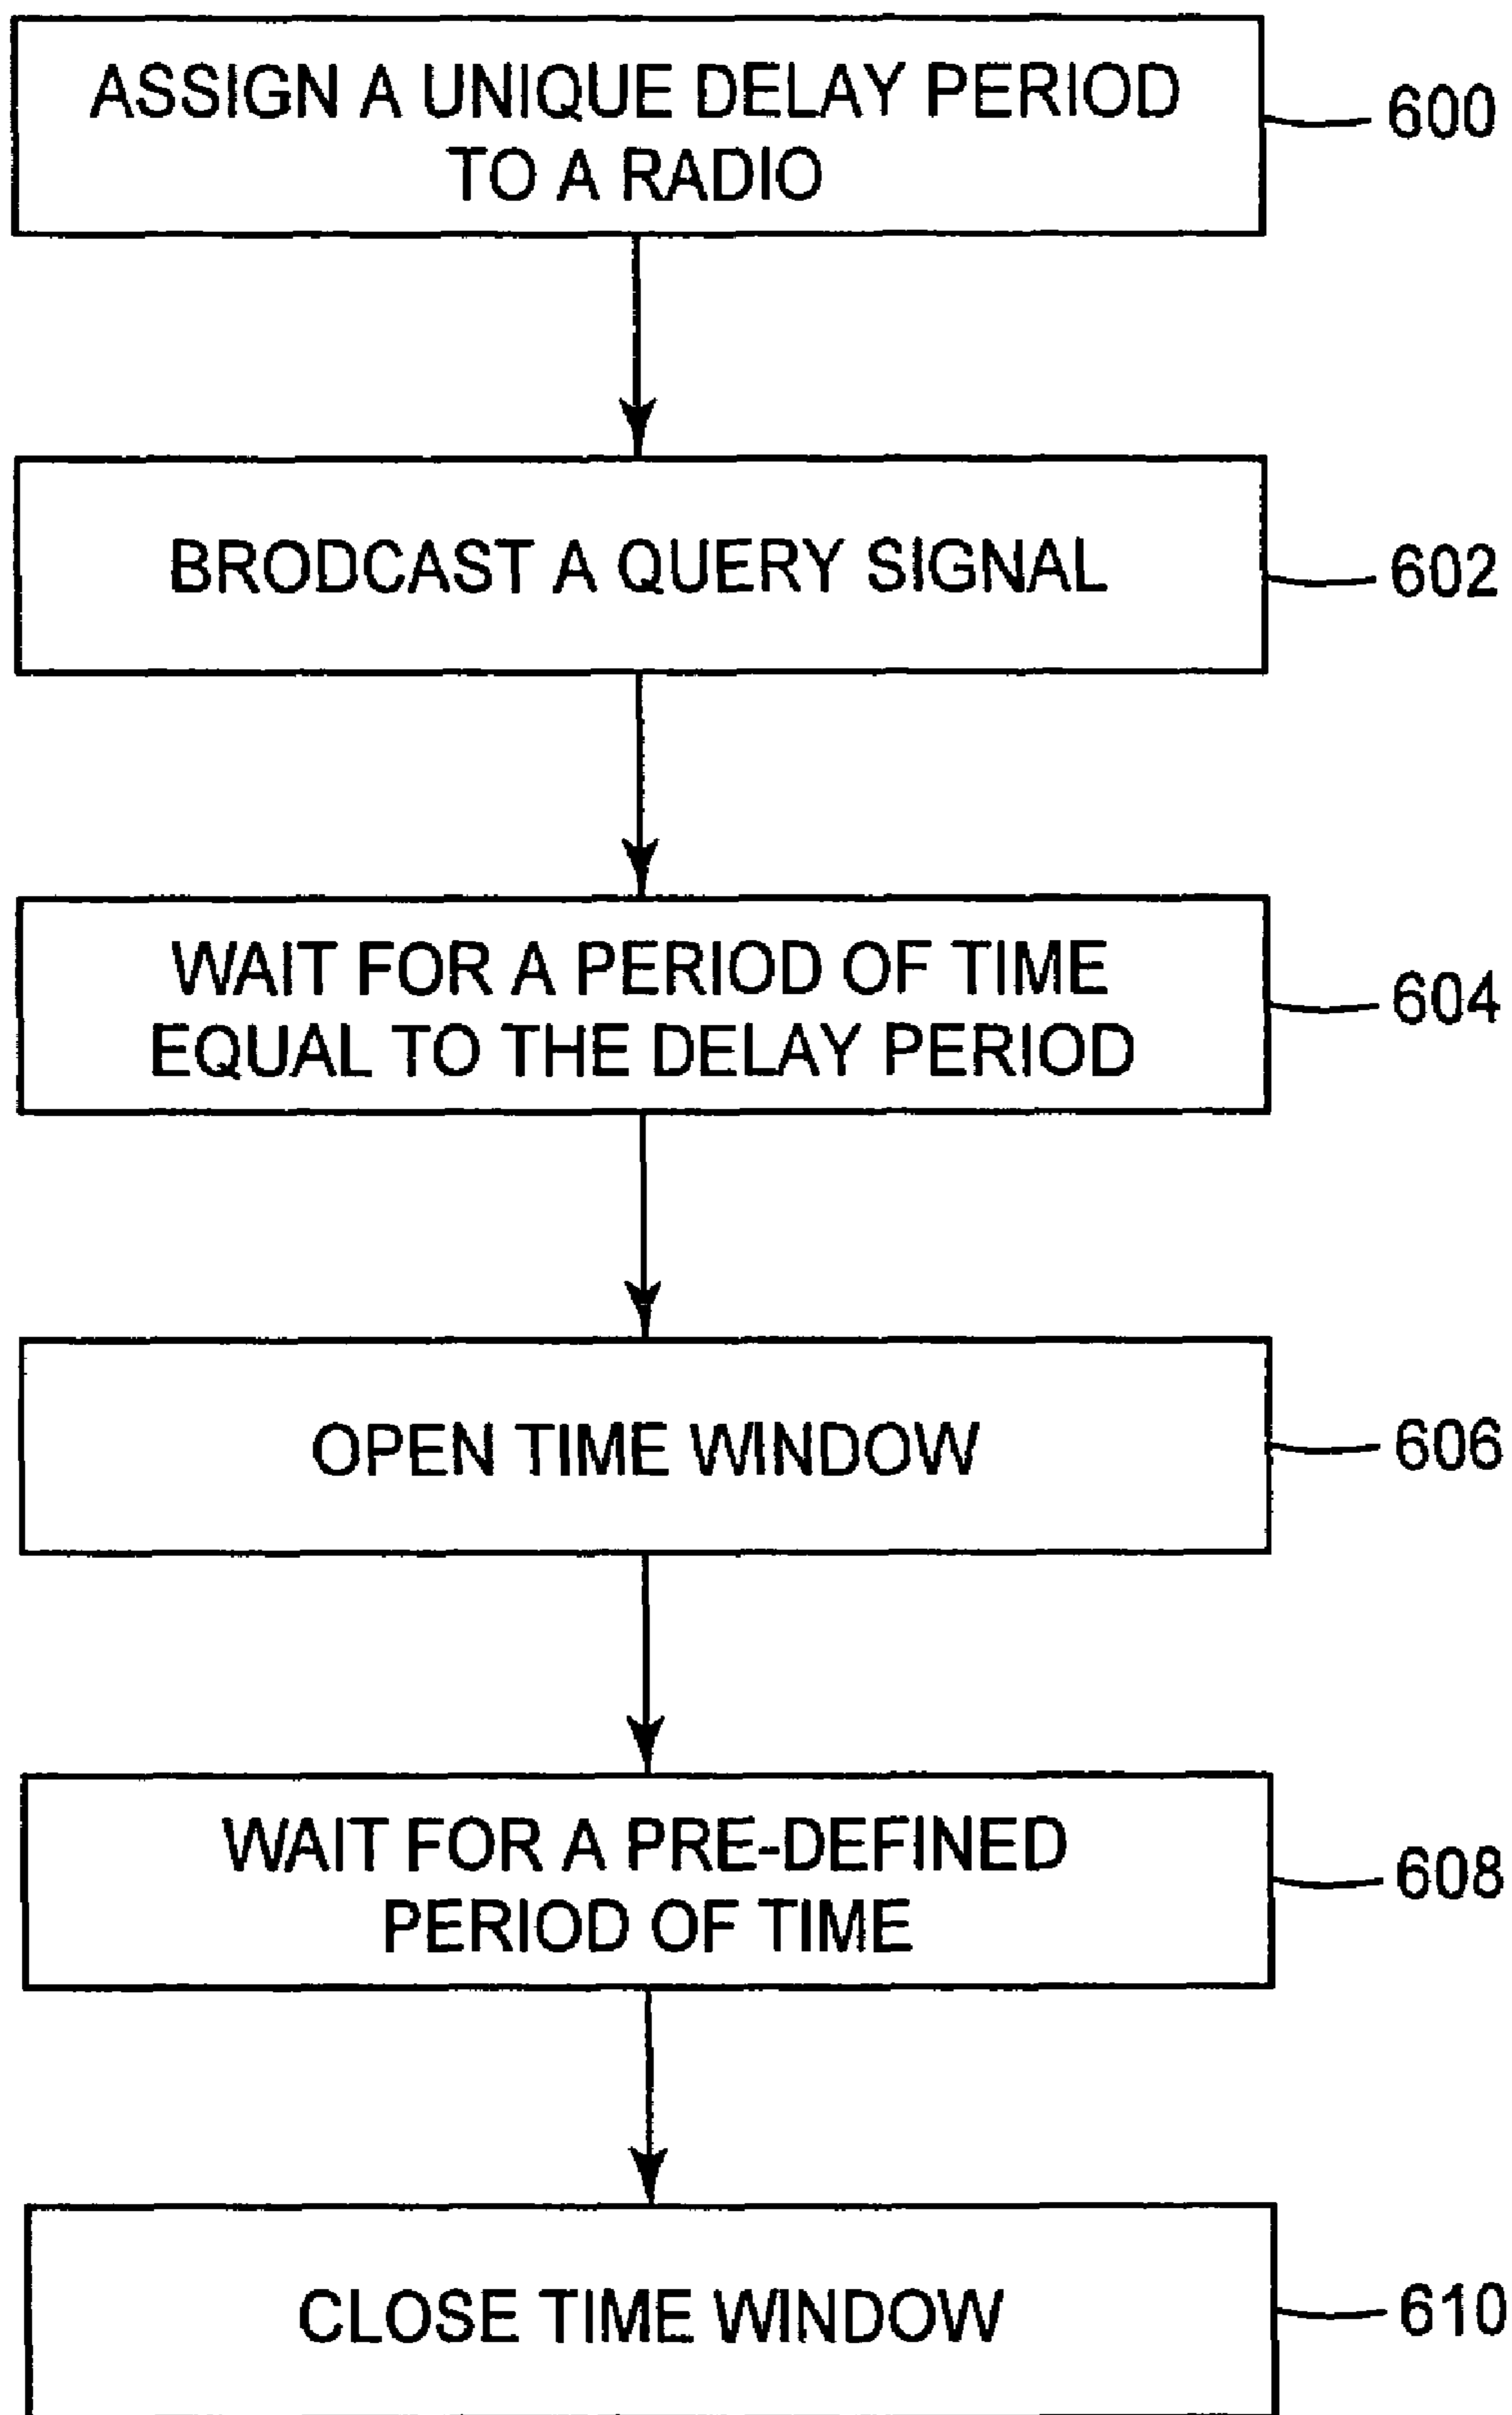 ASSIGN A UNIQUE DELAY PERIOD
TO A RADIO
600
BRODCAST A QUERY SIGNAL
602
WAIT FOR A PERIOD OF TIME
EQUAL TO THE DELAY PERIOD
604
OPEN TIME WINDOW
606
WAIT FOR A PRE-DEFINED
PERIOD OF TIME
608
CLOSE TIME WINDOW
610